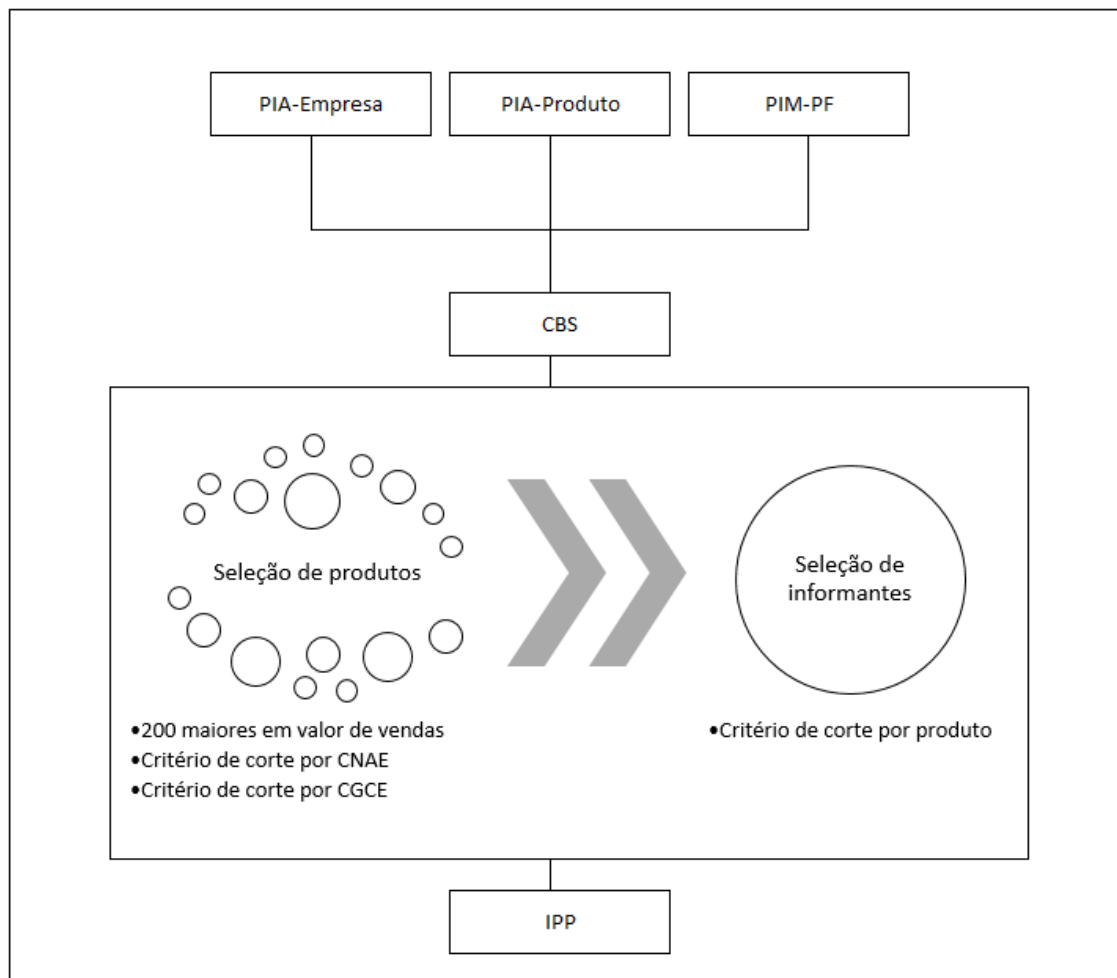 PIA-Empresa
PIA-Produto
PIM-PF
CBS
Seleção de produtos
Seleção de
informantes
•200 maiores em valor de vendas
•Critério de corte por CNAE
•Critério de corte por CGCE
•Critério de corte por produto
IPP